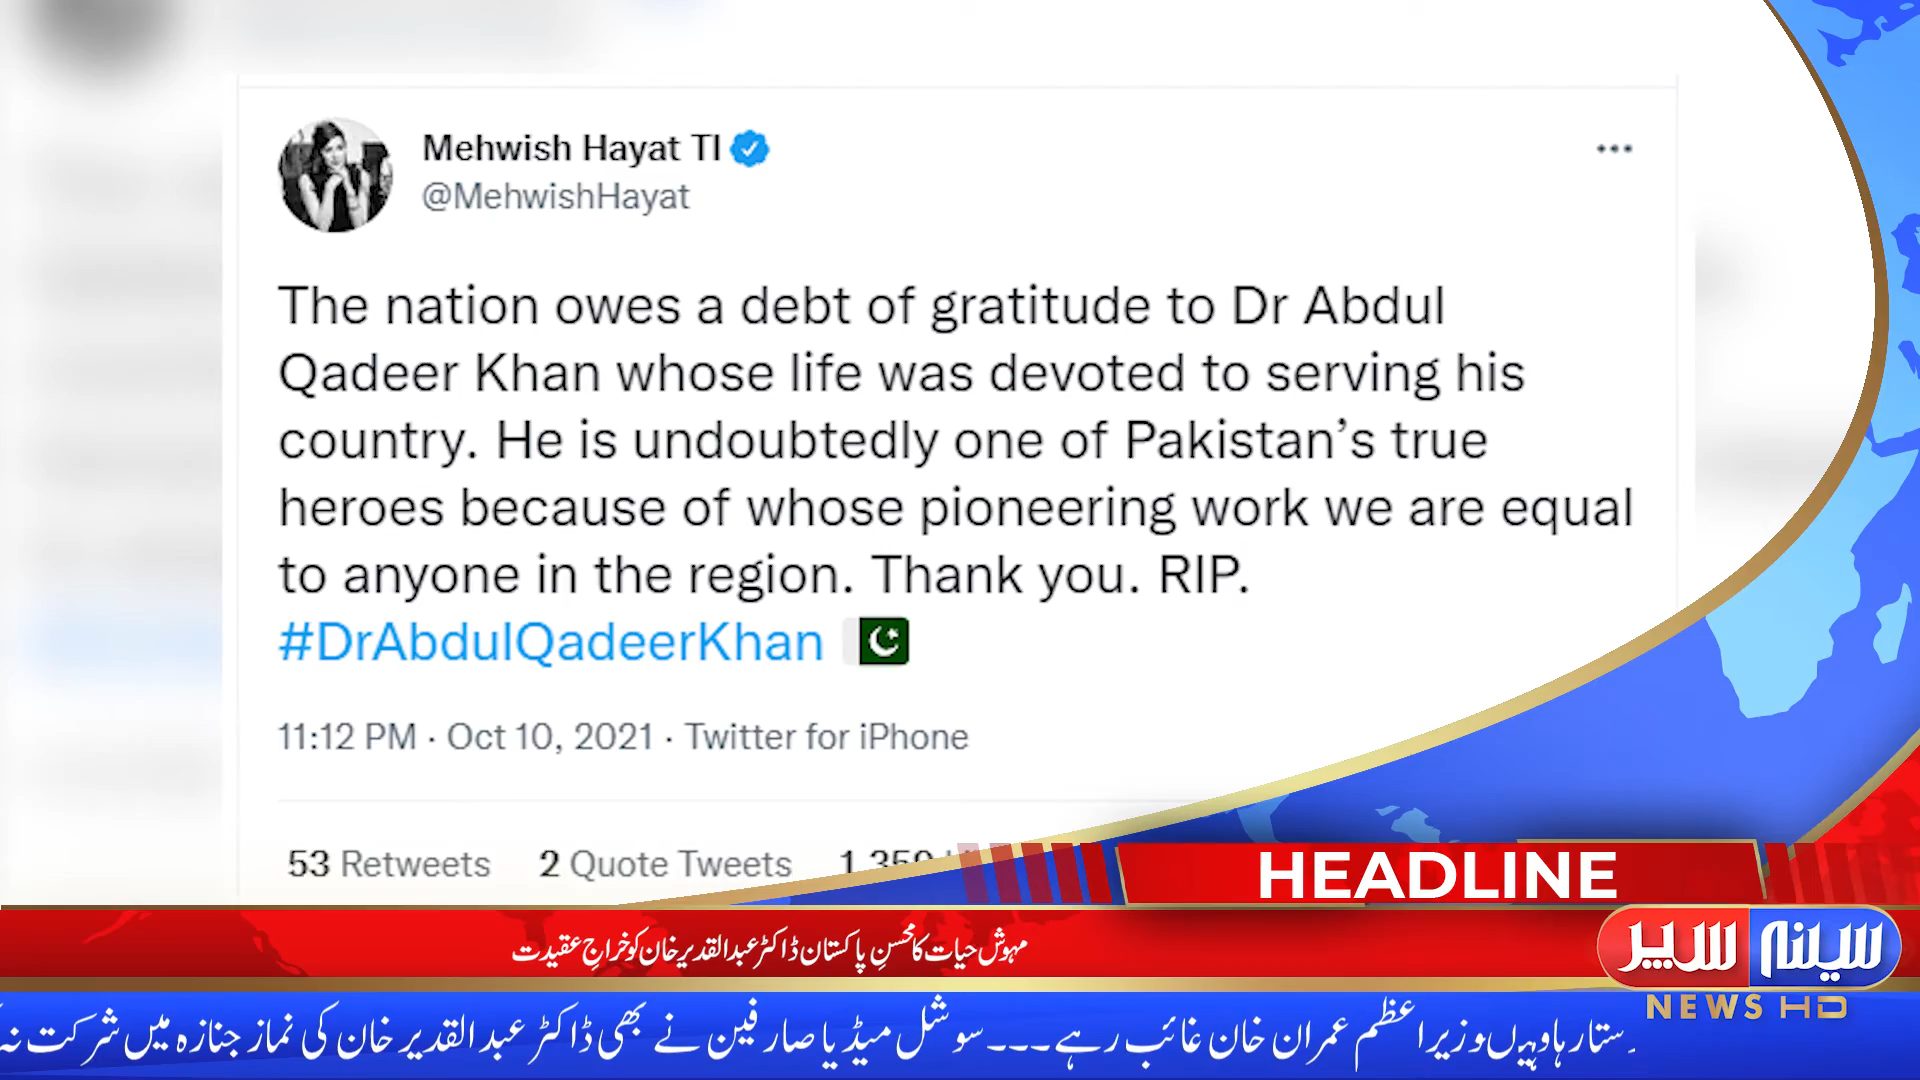 Mehwish Hayat TI
@MehwishHayat
The nation owes a debt of gratitude to Dr Abdul
Qadeer Khan whose life was devoted to serving his
country. He is undoubtedly one of Pakistan’s true
heroes because of whose pioneering work we are equal
to anyone in the region. Thank you. RIP.
#DrAbdulQadeerKhan
11:12 PM · Oct 10, 2021 · Twitter for iPhone
53 Retweets 2 Quote Tweets 1,359
HEADLINE
مہوش حیات کا محسنِ پاکستان ڈاکٹر عبدالقدیر خان کو خراجِ عقیدت
NEWS HD
رہا وہیں وزیراعظم عمران خان غائب رہے۔۔۔ سوشل میڈیا صارفین نے بھی ڈاکٹر عبدالقدیر خان کی نماز جنازہ میں شرکت نہ